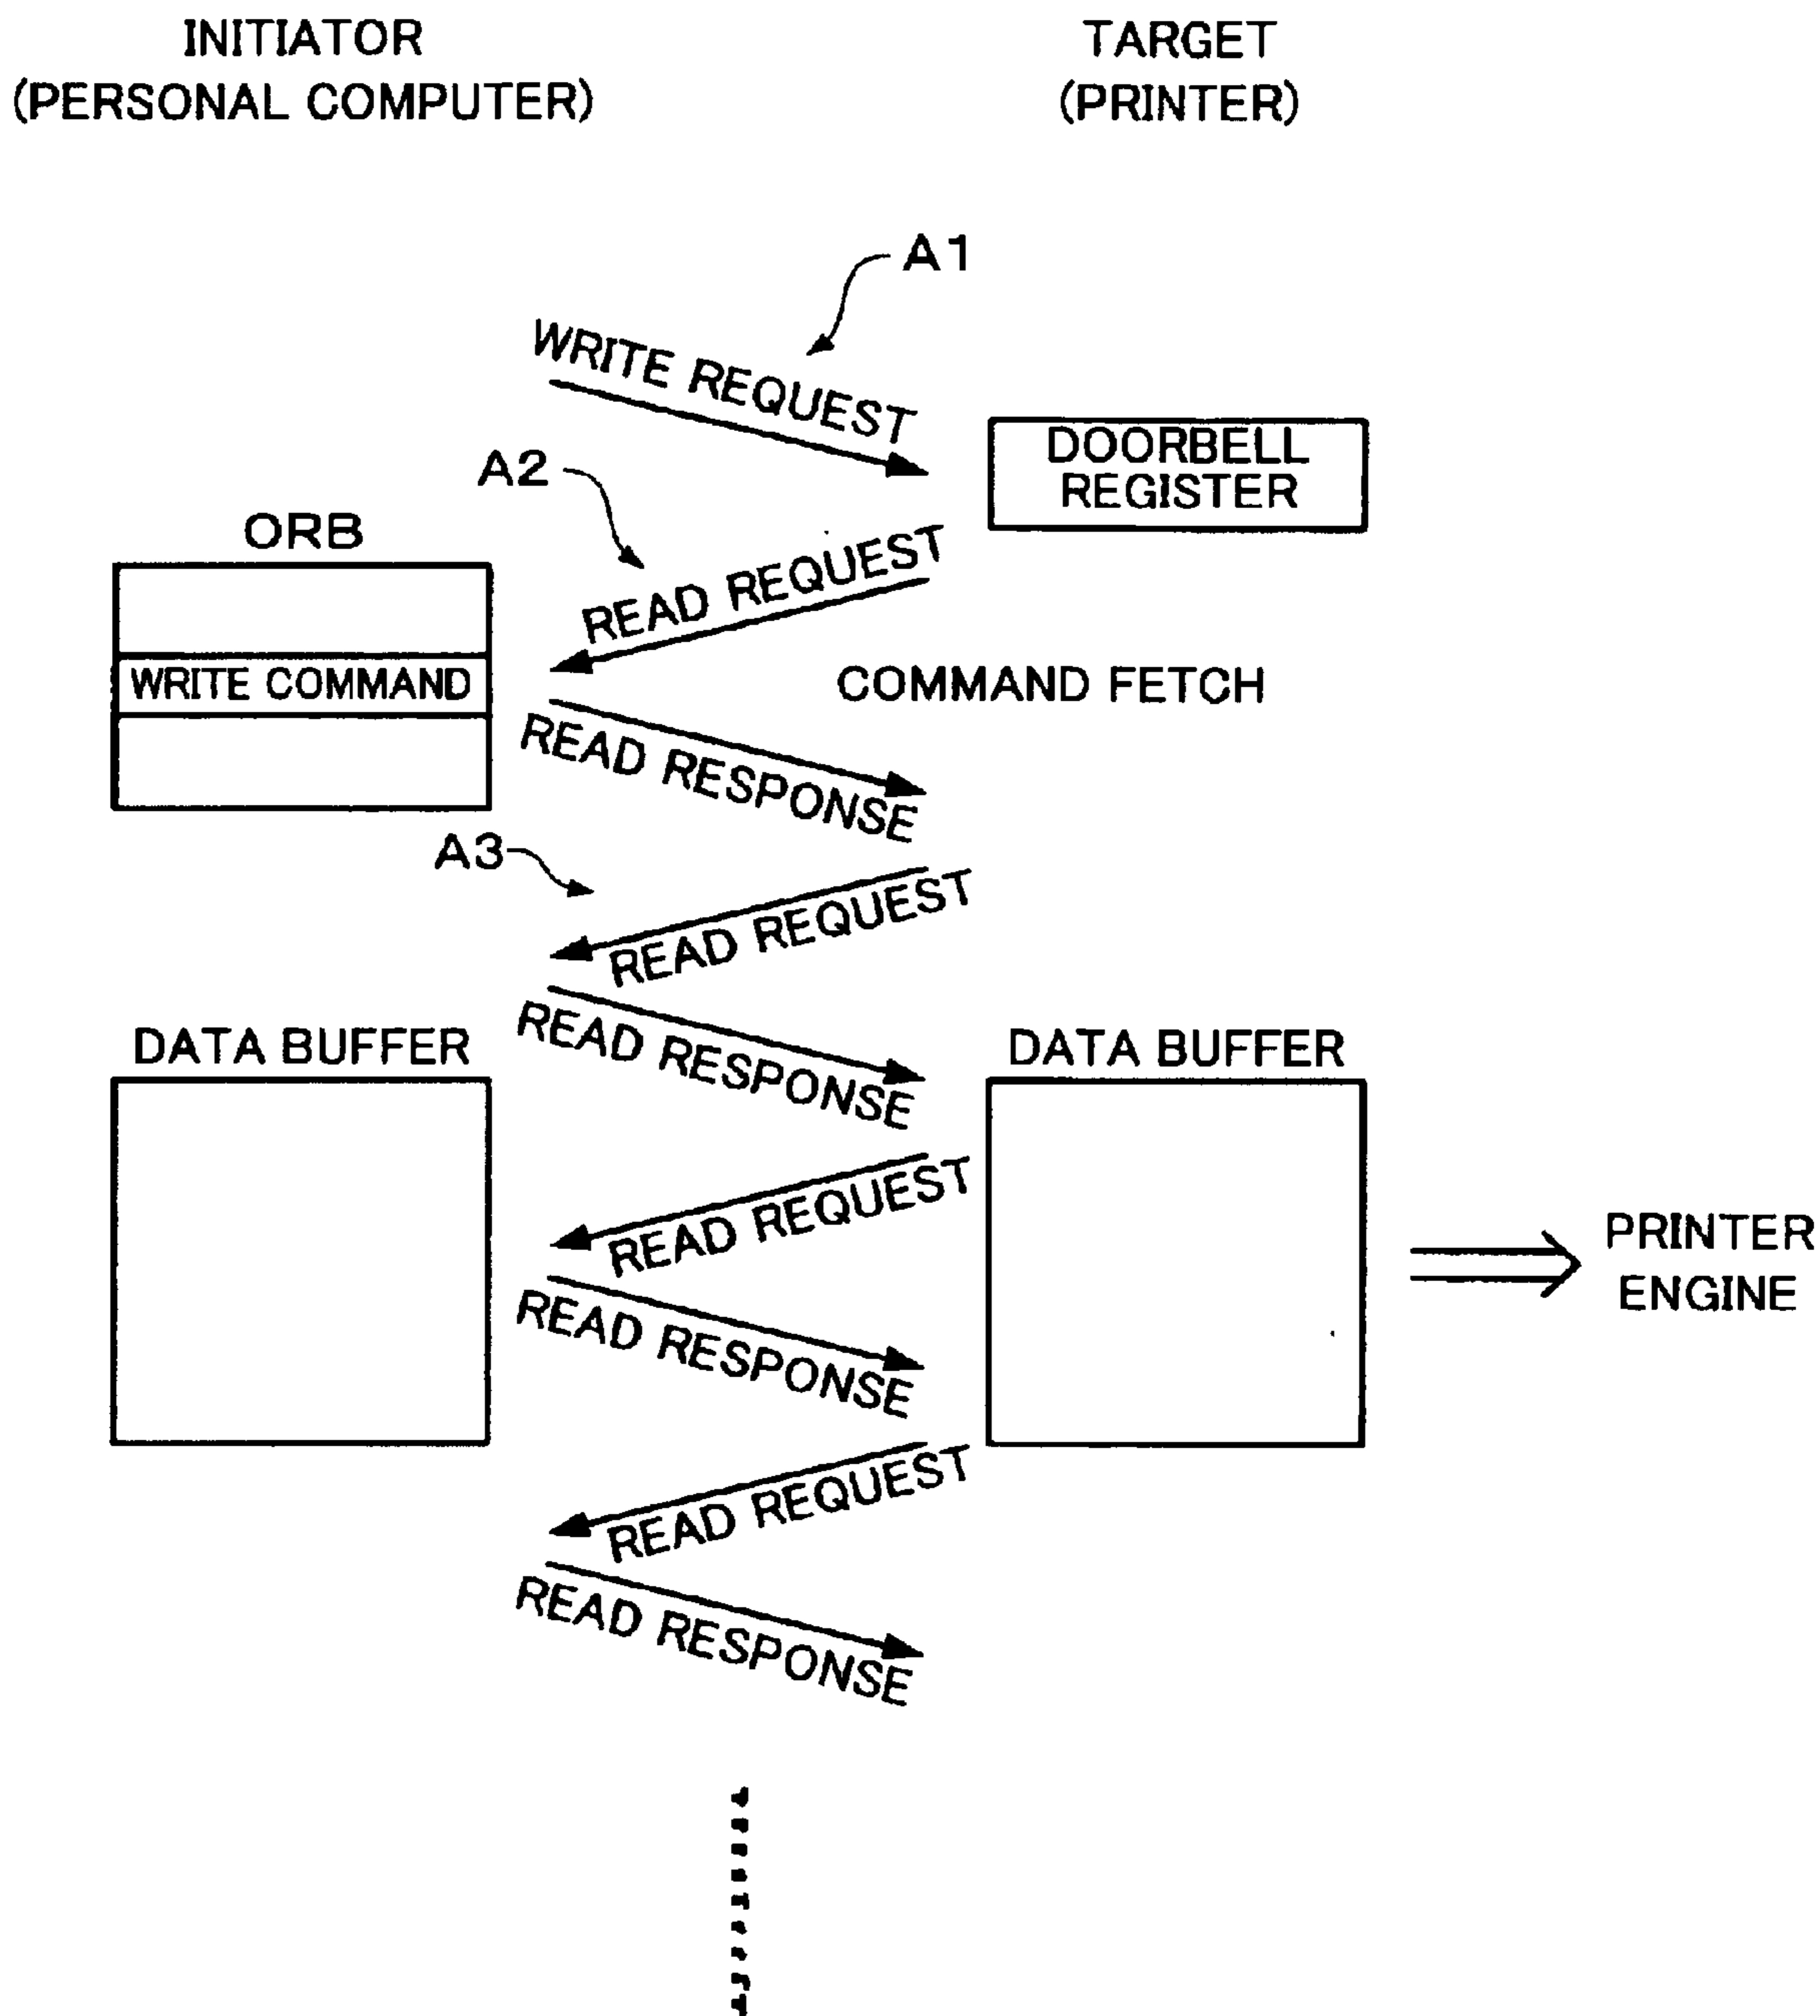 INITIATOR
(PERSONAL COMPUTER)
TARGET
(PRINTER)
A1
WRITE REQUEST
DOORBELL
REGISTER
A2
ORB
READ REQUEST
WRITE COMMAND
COMMAND FETCH
READ RESPONSE
A3
READ REQUEST
READ RESPONSE
DATA BUFFER
DATA BUFFER
READ REQUEST
PRINTER
ENGINE
READ RESPONSE
READ REQUEST
READ RESPONSE